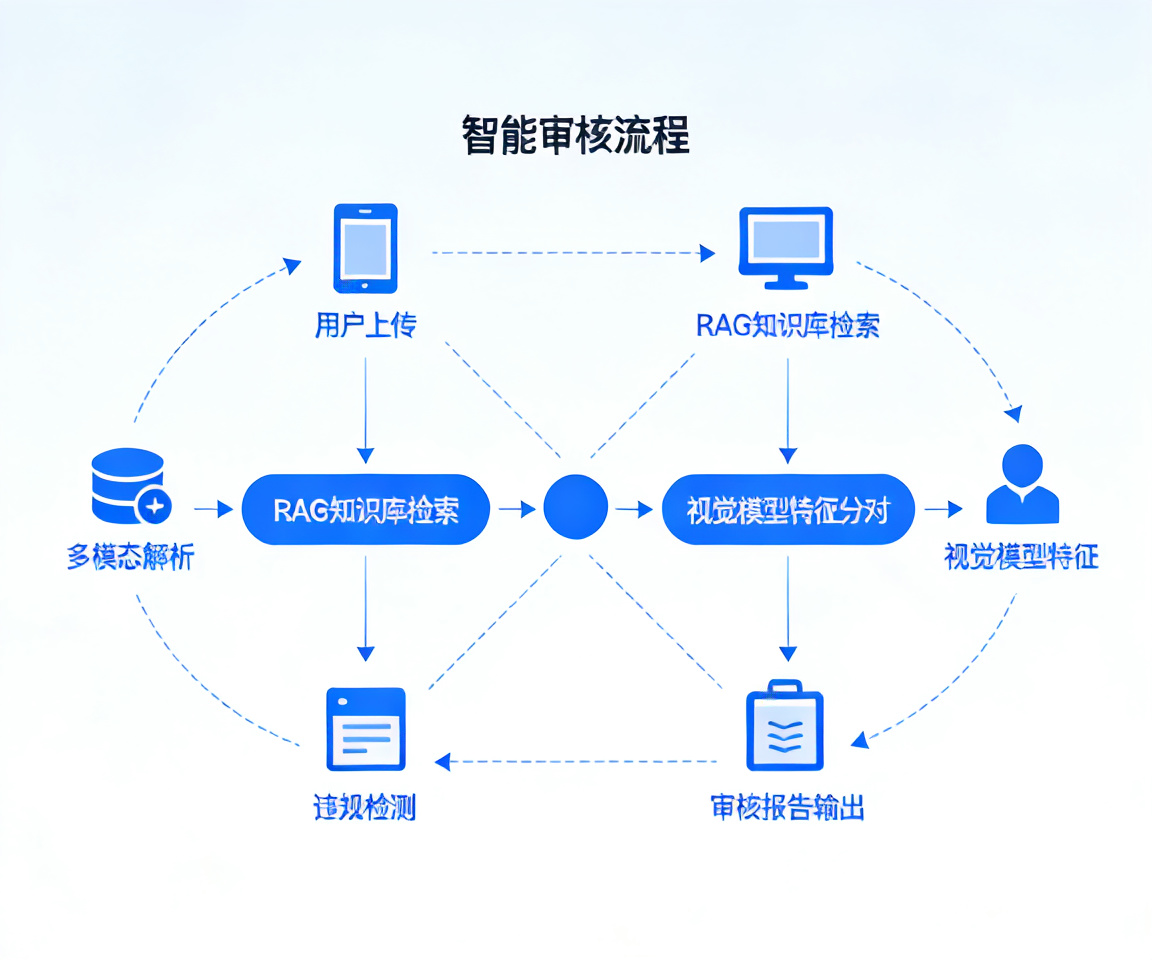 智能审核流程
用户上传
RAG知识库检索
RAG知识库检索
视觉模型特征分对
多模态解析
视觉模型特征
违规检测
审核报告输出